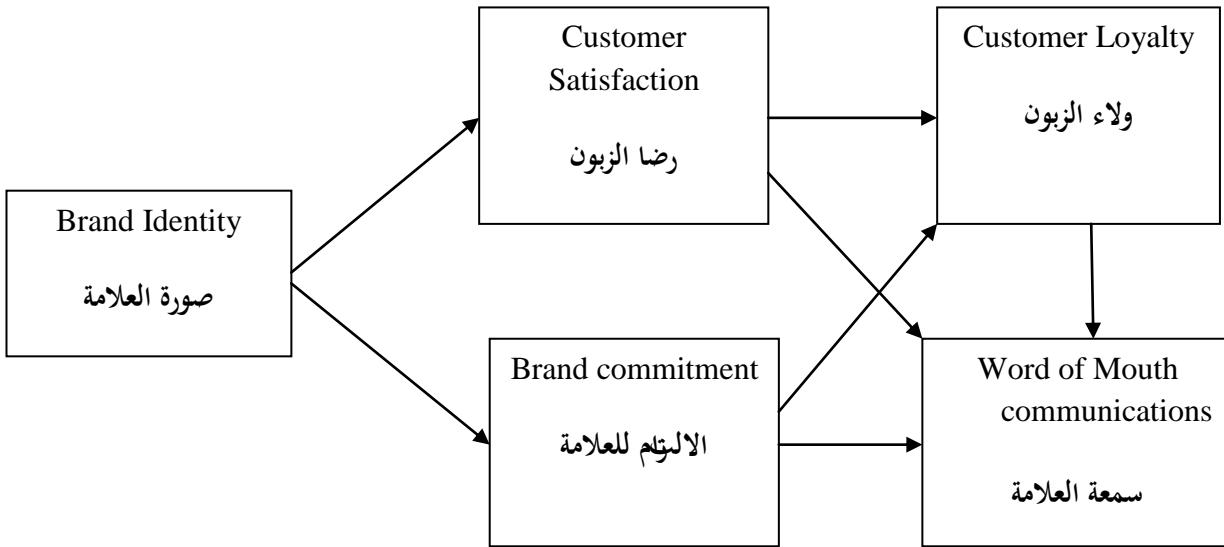 Customer
Satisfaction
رضا الزبون
Customer Loyalty
ولاء الزبون
Brand Identity
صورة العلامة
Brand commitment
للعلامة
Word of Mouth
communications
سمعة العلامة